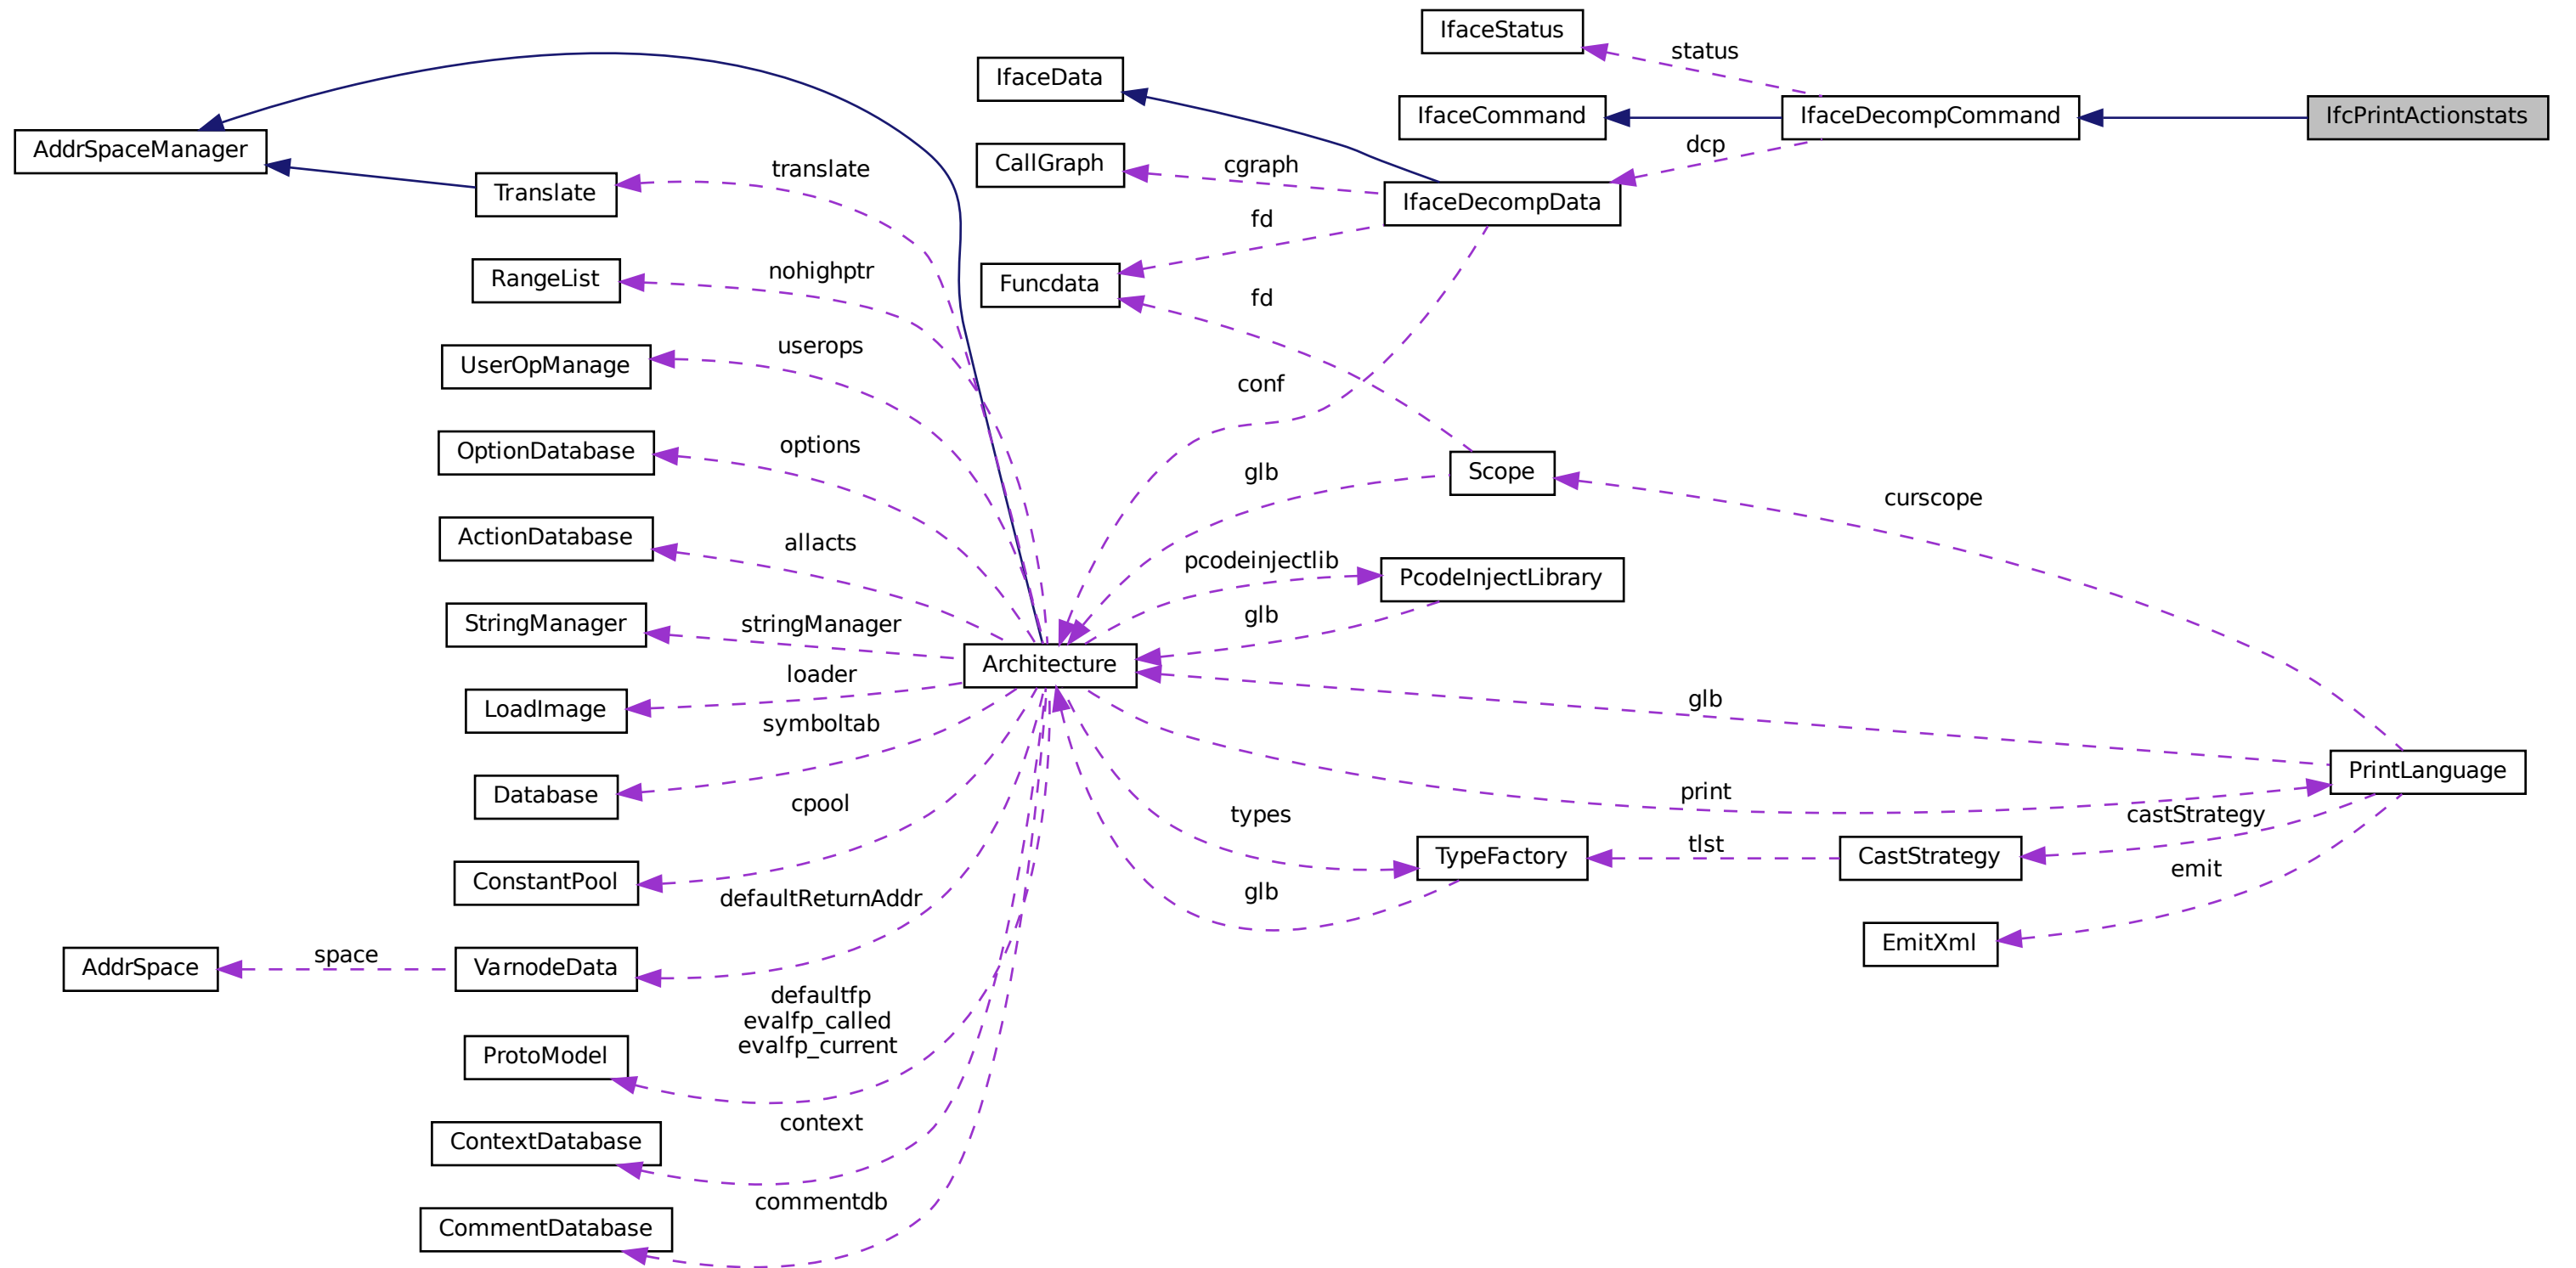 IfaceStatus
status
IfaceData
IfaceCommand
IfaceDecompCommand
IfcPrintActionstats
AddrSpaceManager
dcp
CallGraph
cgraph
translate
Translate
IfaceDecompData
fd
nohighptr
RangeList
Funcdata
fd
userops
UserOpManage
conf
options
OptionDatabase
glb
Scope
curscope
allacts
ActionDatabase
pcodeinjectlib
PcodeInjectLibrary
stringManager
StringManager
glb
Architecture
loader
LoadImage
glb
symboltab
PrintLanguage
print
Database
cpool
types
castStrategy
tlst
TypeFactory
CastStrategy
emit
ConstantPool
glb
defaultReturnAddr
EmitXml
space
AddrSpace
VarnodeData
defaultfp
evalfp_called
evalfp_current
ProtoModel
context
ContextDatabase
commentdb
CommentDatabase